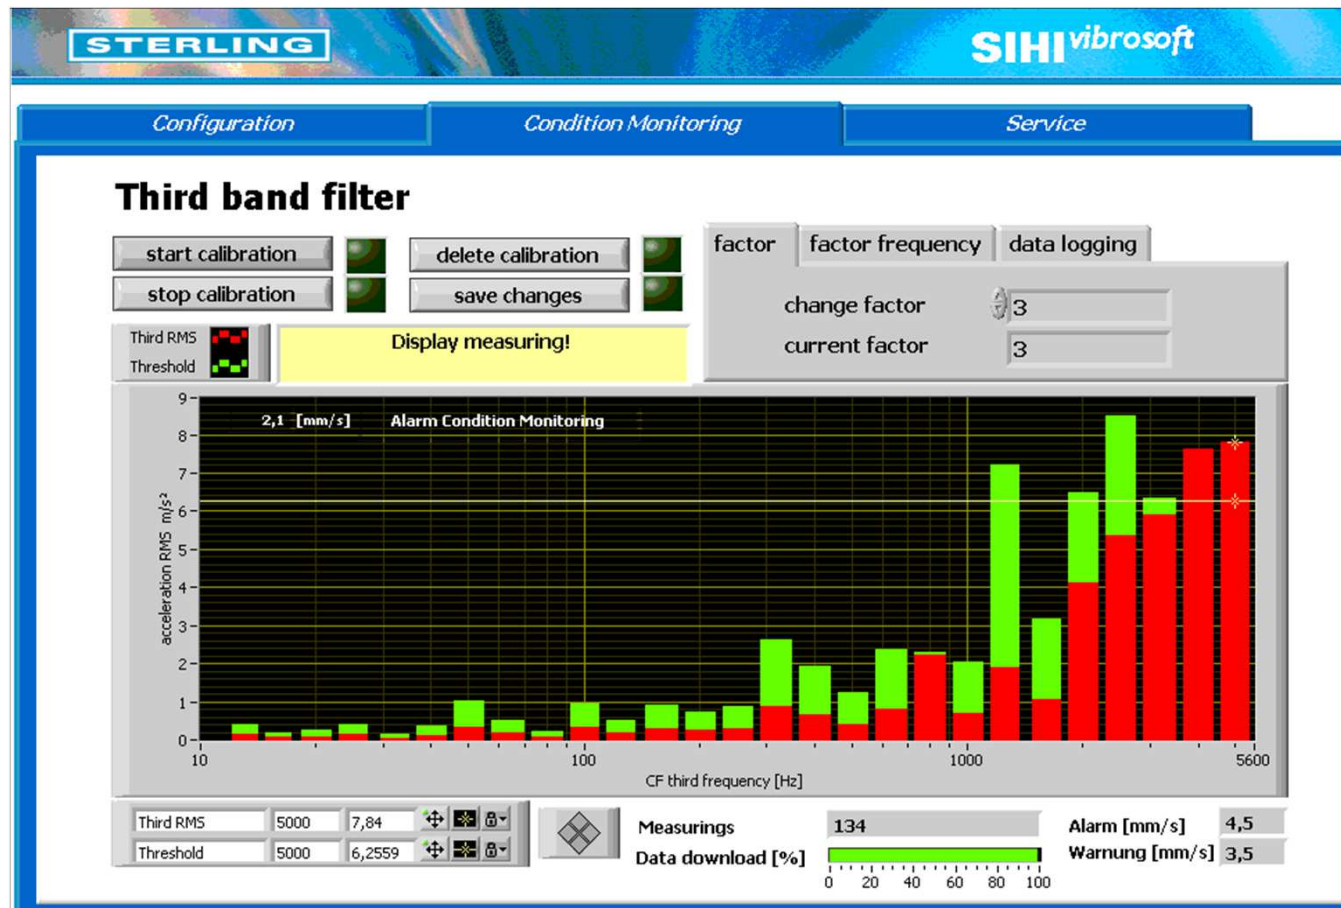 STERLING
SIHI vibrosoft
Configuration Condition Monitoring Service
Third band filter
start calibration delete calibration
stop calibration save changes
factor factor frequency data logging
change factor 3
current factor 3
Third RMS
Threshold
Display measuring!
2,1 [mm/s] Alarm Condition Monitoring
acceleration RMS m/s²
9
8
7
6
5
4
3
2
1
0
10 100 1000 5600
CF third frequency [Hz]
Third RMS 5000 7,84
Threshold 5000 6,2559
Measurings 134
Data download [%]
0 20 40 60 80 100
Alarm [mm/s] 4,5
Warnung [mm/s] 3,5